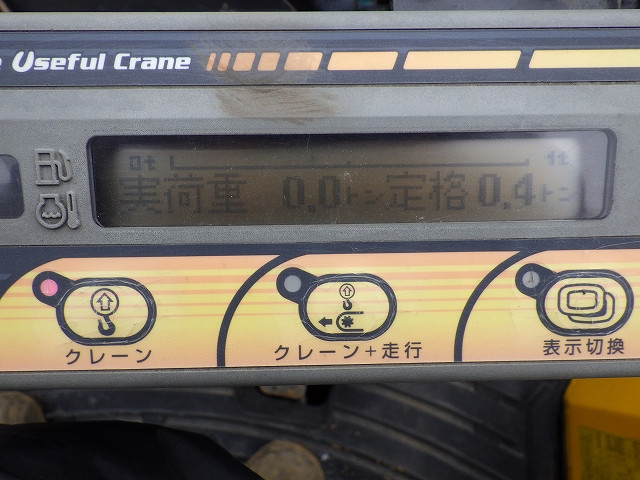 Useful Crane
0t 1t
実荷重 0.0トン 定格0.4トン
クレーン
クレーン+走行
表示切換